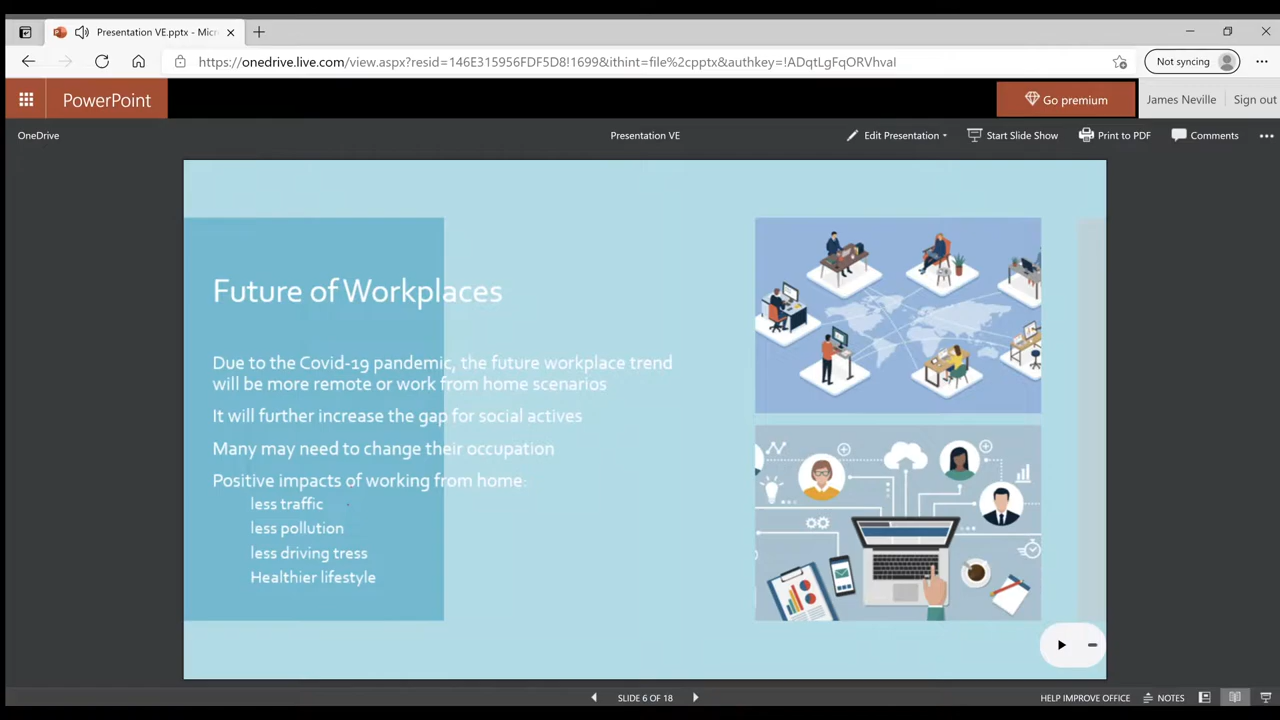 Presentation VE.pptx - Micr
https://onedrive.live.com/view.aspx?resid=146E315956FDF5D8!1699&ithint=file%2cpptx&authkey=!ADqtLgFqORVhvaI
Not syncing
PowerPoint
Go premium
James Neville
Sign out
OneDrive
Presentation VE
Edit Presentation
Start Slide Show
Print to PDF
Comments
Future of Workplaces
Due to the Covid-19 pandemic, the future workplace trend
will be more remote or work from home scenarios
It will further increase the gap for social actives
Many may need to change their occupation
Positive impacts of working from home:
less traffic
less pollution
less driving tress
Healthier lifestyle
SLIDE 6 OF 18
HELP IMPROVE OFFICE
NOTES